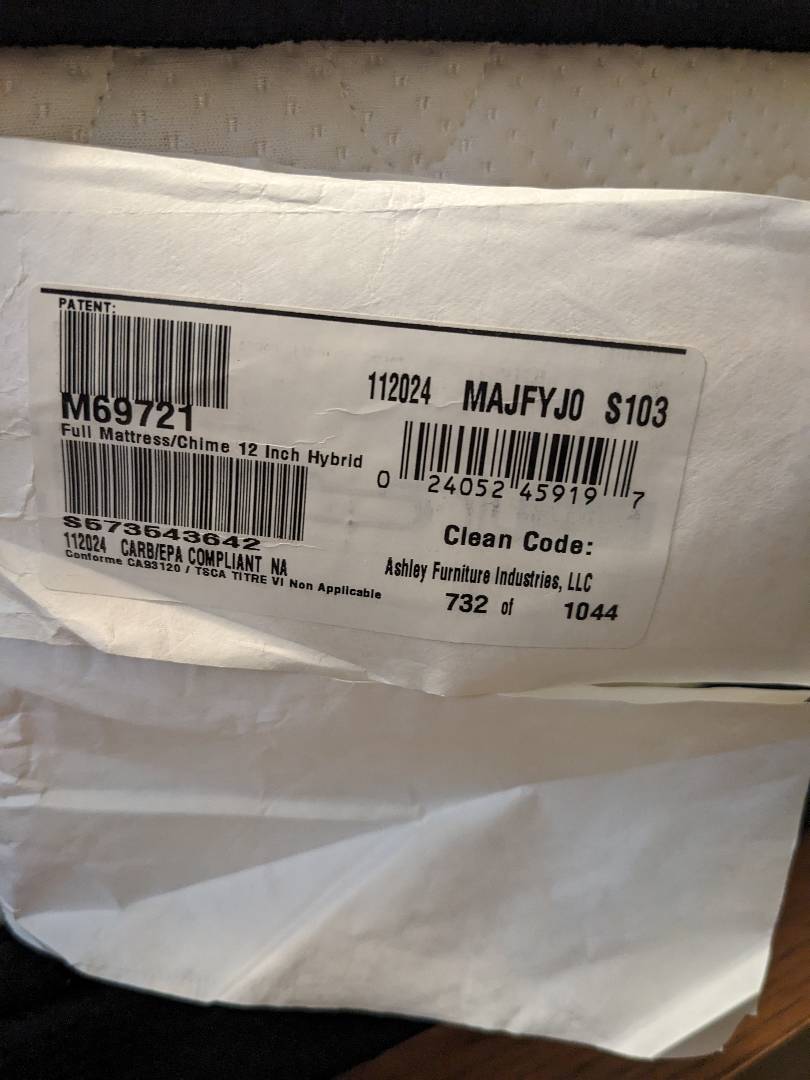 PATENT:
M69721
Full Mattress/Chime 12 Inch Hybrid
S573543642
112024 CARB/EPA COMPLIANT NA
Conforme CA93120 / TSCA TITRE VI Non Applicable
112024 MAJFYJ0 S103
0 24052 45919 7
Clean Code:
Ashley Furniture Industries, LLC
732 of 1044